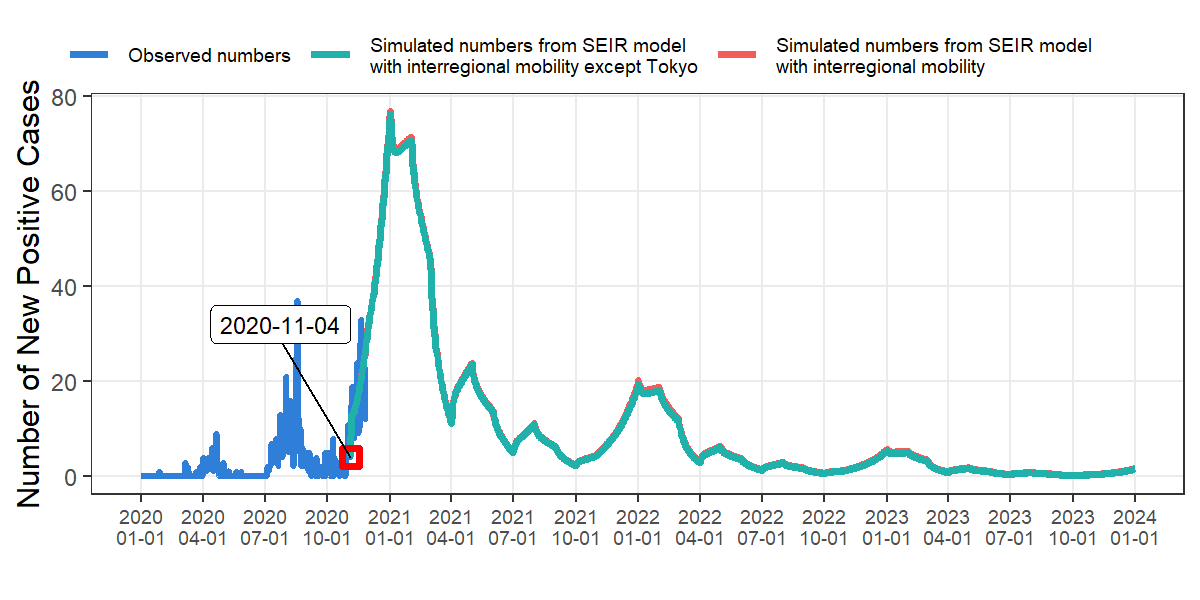 Observed numbers
Simulated numbers from SEIR model
with interregional mobility except Tokyo
Simulated numbers from SEIR model
with interregional mobility
Number of New Positive Cases
80
60
40
20
0
2020-11-04
2020 2020 2020 2020 2021 2021 2021 2021 2022 2022 2022 2022 2023 2023 2023 2023 2024
01-01 04-01 07-01 10-01 01-01 04-01 07-01 10-01 01-01 04-01 07-01 10-01 01-01 04-01 07-01 10-01 01-01